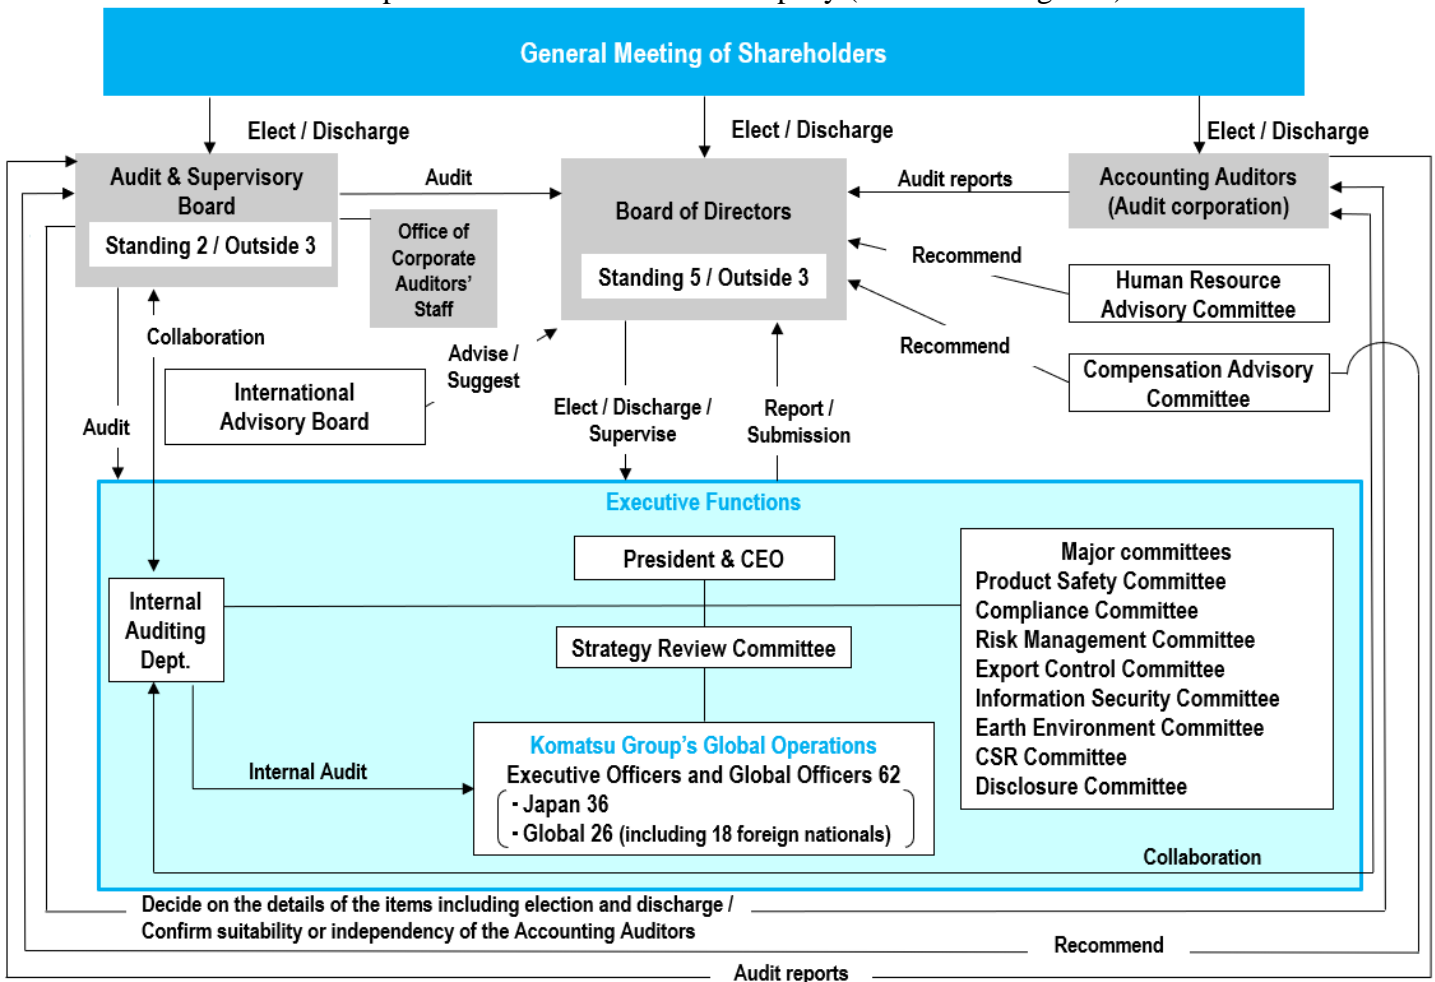 General Meeting of Shareholders
Elect / Discharge
Elect / Discharge
Elect / Discharge
Audit & Supervisory
Board
Standing 2 / Outside 3
Audit
Office of
Corporate
Auditors'
Staff
Board of Directors
Standing 5 / Outside 3
Audit reports
Accounting Auditors
(Audit corporation)
Recommend
Human Resource
Advisory Committee
Recommend
Compensation Advisory
Committee
Collaboration
International
Advisory Board
Advise /
Suggest
Audit
Elect / Discharge /
Supervise
Report /
Submission
Executive Functions
President & CEO
Strategy Review Committee
Internal
Auditing
Dept.
Major committees
Product Safety Committee
Compliance Committee
Risk Management Committee
Export Control Committee
Information Security Committee
Earth Environment Committee
CSR Committee
Disclosure Committee
Internal Audit
Komatsu Group's Global Operations
Executive Officers and Global Officers 62
- Japan 36
- Global 26 (including 18 foreign nationals)
Collaboration
Decide on the details of the items including election and discharge /
Confirm suitability or independency of the Accounting Auditors
Recommend
Audit reports